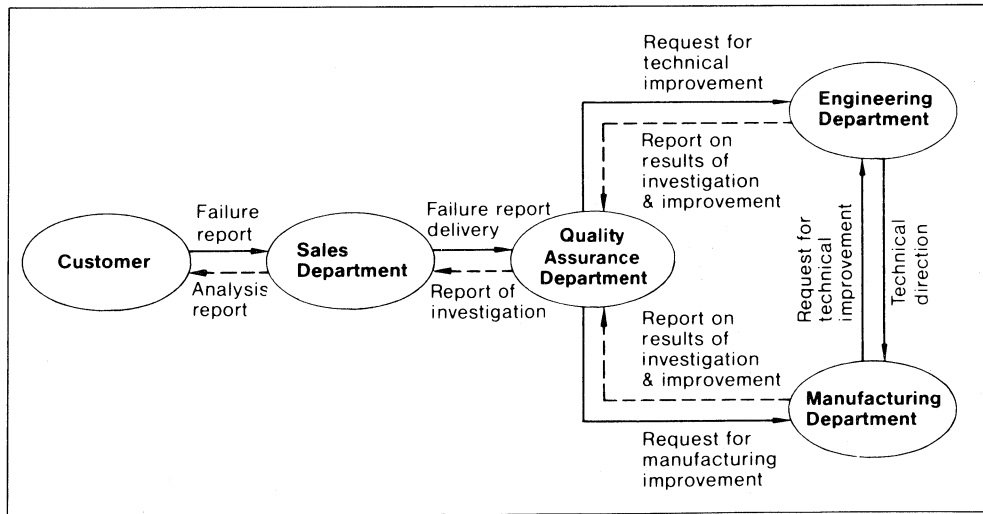 Request for
technical
improvement
Engineering
Department
Report on
results of
investigation
& improvement
Failure
report
Failure report
delivery
Customer
Sales
Department
Quality
Assurance
Department
Analysis
report
Report of
investigation
Request for
technical
improvement
Technical
direction
Report on
results of
investigation
& improvement
Manufacturing
Department
Request for
manufacturing
improvement